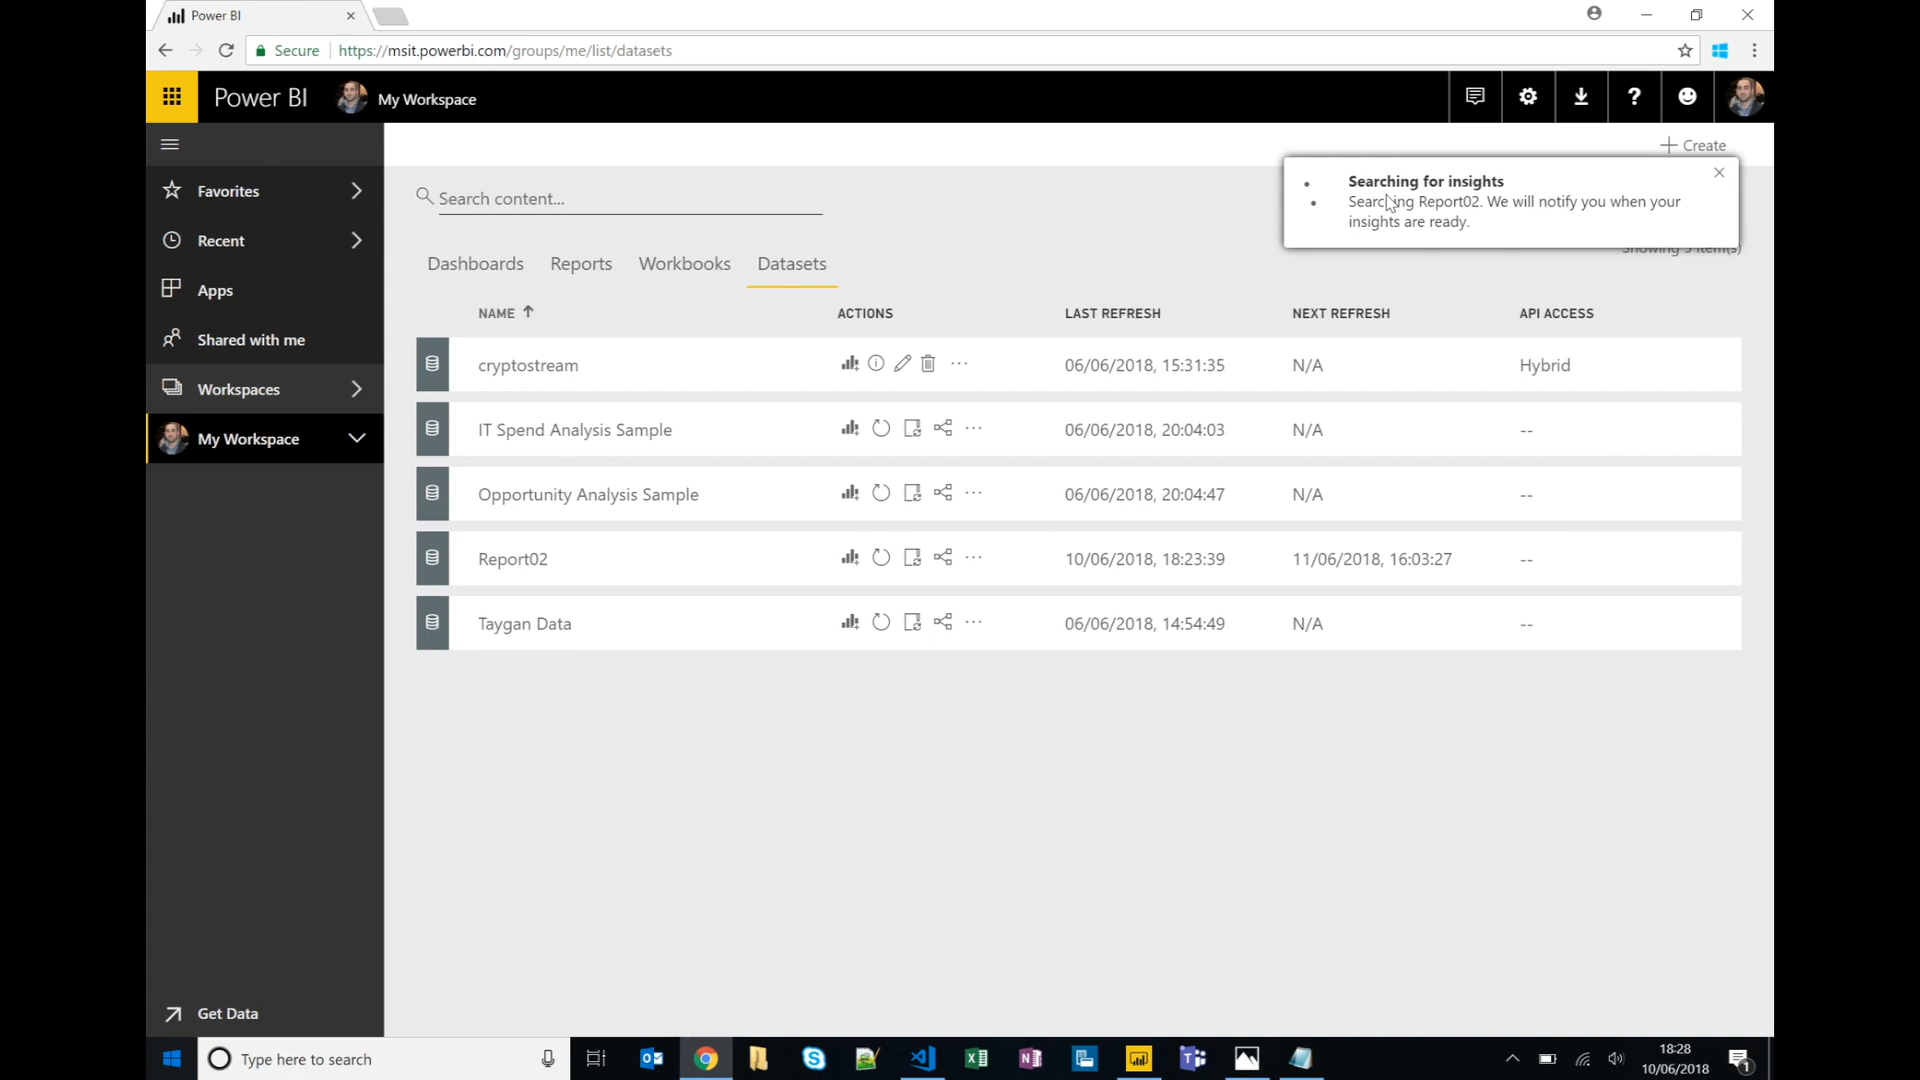 Power BI
Secure
https://msit.powerbi.com/groups/me/list/datasets
Power BI
My Workspace
Create
Favorites
Recent
Apps
Shared with me
Workspaces
My Workspace
Get Data
Search content...
Searching for insights
Searching Report02. We will notify you when your
insights are ready.
Showing 5 item(s)
Dashboards Reports Workbooks Datasets
NAME ACTIONS LAST REFRESH NEXT REFRESH API ACCESS
cryptostream 06/06/2018, 15:31:35 N/A Hybrid
IT Spend Analysis Sample 06/06/2018, 20:04:03 N/A --
Opportunity Analysis Sample 06/06/2018, 20:04:47 N/A --
Report02 10/06/2018, 18:23:39 11/06/2018, 16:03:27 --
Taygan Data 06/06/2018, 14:54:49 N/A --
Type here to search
18:28
10/06/2018
1